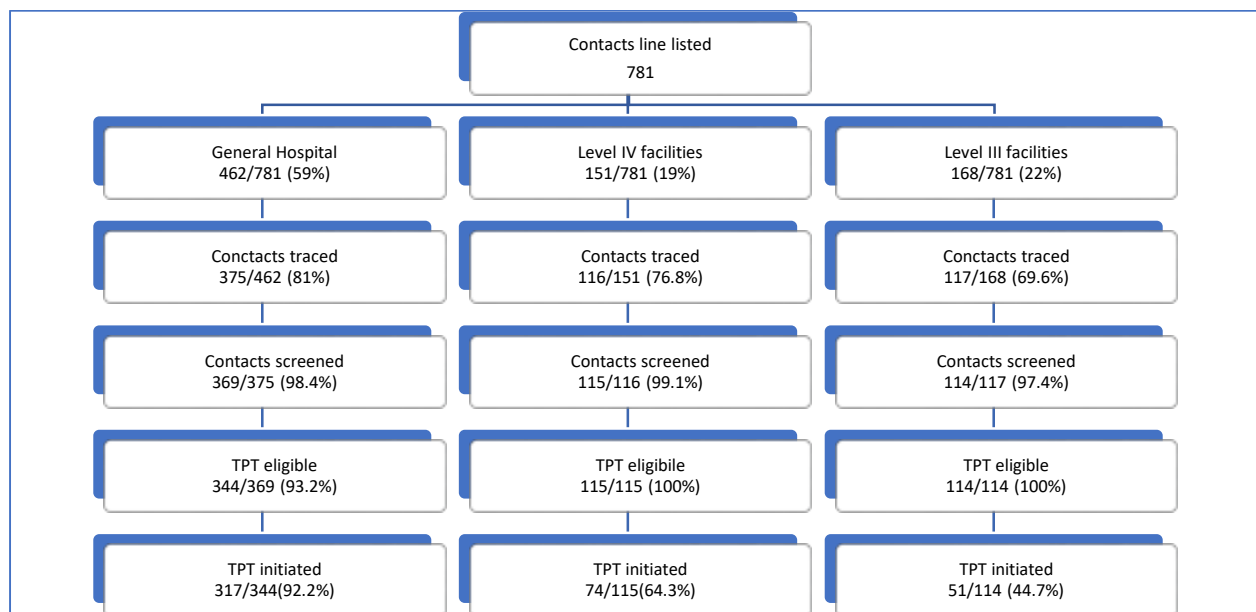 Contacts line listed
781
General Hospital
462/781 (59%)
Level IV facilities
151/781 (19%)
Level III facilities
168/781 (22%)
Conctacts traced
375/462 (81%)
Contacts traced
116/151 (76.8%)
Conctacts traced
117/168 (69.6%)
Contacts screened
369/375 (98.4%)
Contacts screened
115/116 (99.1%)
Contacts screened
114/117 (97.4%)
TPT eligible
344/369 (93.2%)
TPT eligibile
115/115 (100%)
TPT eligible
114/114 (100%)
TPT initiated
317/344(92.2%)
TPT initiated
74/115(64.3%)
TPT initiated
51/114 (44.7%)